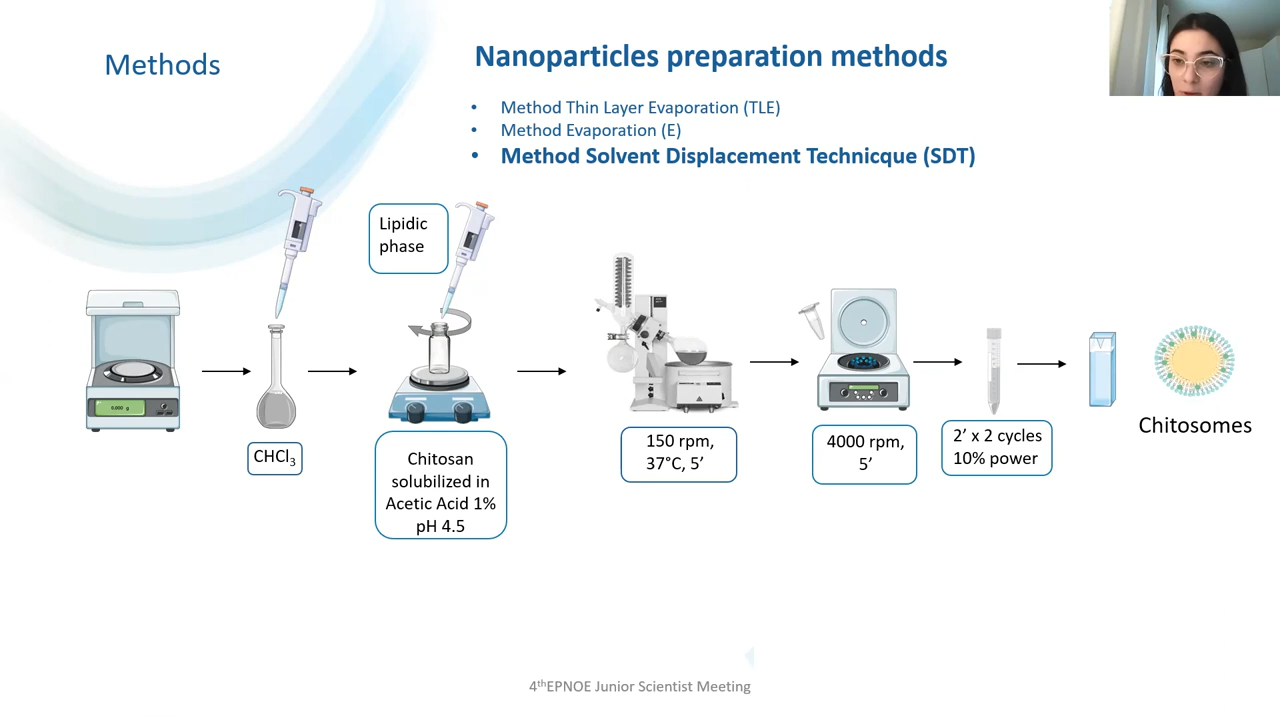 Methods
Nanoparticles preparation methods
• Method Thin Layer Evaporation (TLE)
• Method Evaporation (E)
• Method Solvent Displacement Technicque (SDT)
Lipidic
phase
0,000 g
CHCl₃
Chitosan
solubilized in
Acetic Acid 1%
pH 4.5
150 rpm,
37°C, 5’
4000 rpm,
5’
2’ x 2 cycles
10% power
Chitosomes
4thEPNOE Junior Scientist Meeting